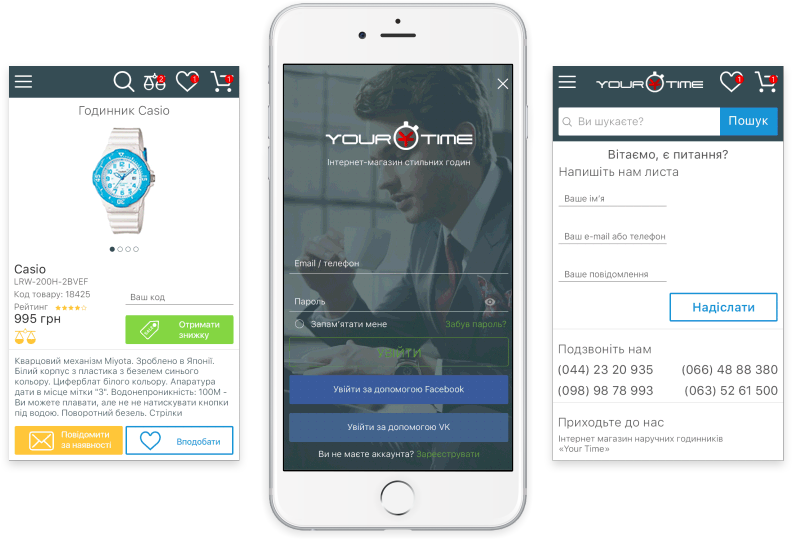 2
1
1
Годинник Casio
Casio
LRW-200H-2BVEF
Код товару: 18425
Рейтинг
995 грн
Ваш код
Отримати
знижку
Кварцовий механізм Miyota. Зроблено в Японії.
Білий корпус з пластика з безелем синього
кольору. Циферблат білого кольору. Апаратура
дати в місце мітки "3". Водонепроникність: 100М -
Ви можете плавати, але не не натискувати кнопки
під водою. Поворотний безель. Стрілки
Повідомити
за наявності
Вподобати
YOUR TIME
Інтернет-магазин стильних годин
Email / телефон
Пароль
Запам'ятати мене
Забув пароль?
УВІЙТИ
Увійти за допомогою Facebook
Увійти за допомогою VK
Ви не маєте аккаунта? Зареєструвати
YOUR TIME
1
1
Ви шукаєте?
Пошук
Вітаємо, є питання?
Напишіть нам листа
Ваше ім'я
Ваш e-mail або телефон
Ваше повідомлення
Надіслати
Подзвоніть нам
(044) 23 20 935 (066) 48 88 380
(098) 98 78 993 (063) 52 61 500
Приходьте до нас
Інтернет магазин наручних годинників
«Your Time»